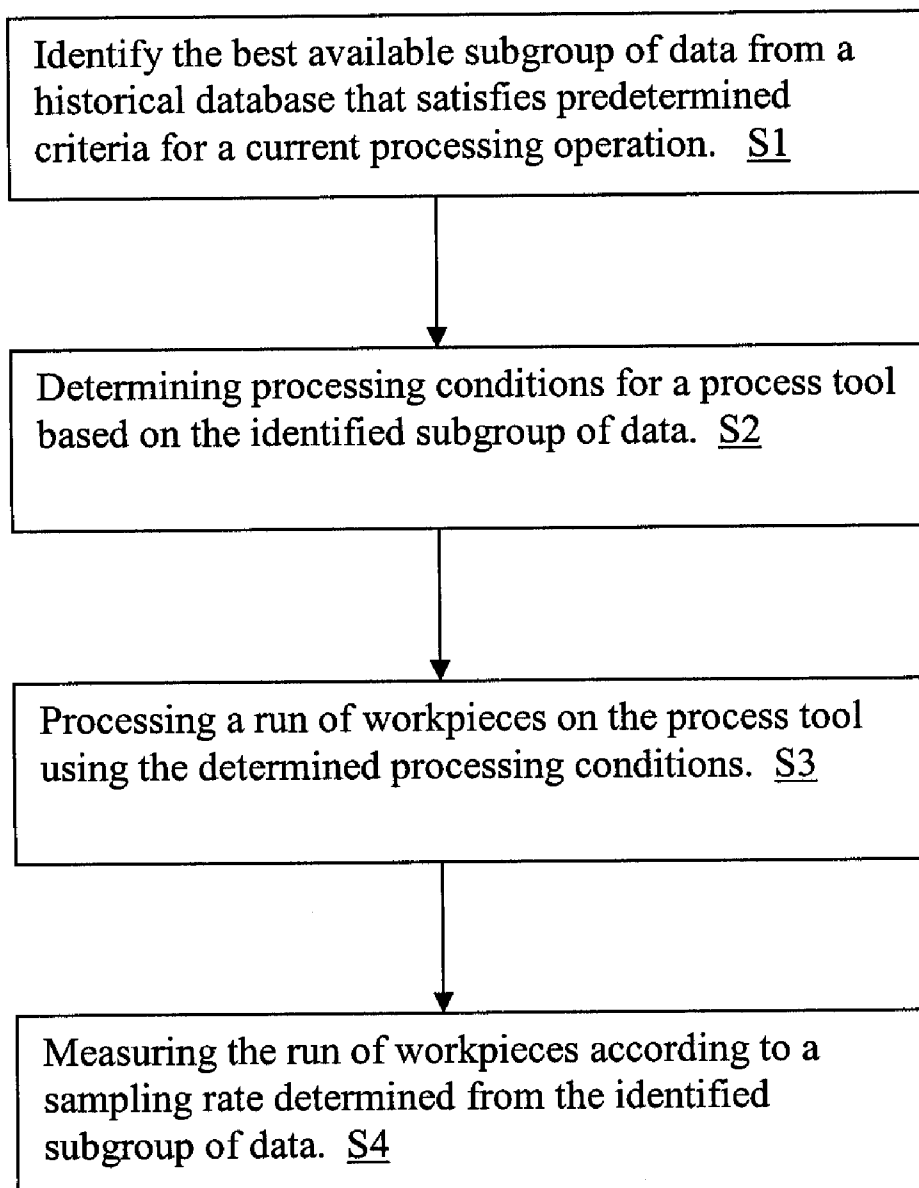 Identify the best available subgroup of data from a
historical database that satisfies predetermined
criteria for a current processing operation. S1
Determining processing conditions for a process tool
based on the identified subgroup of data. S2
Processing a run of workpieces on the process tool
using the determined processing conditions. S3
Measuring the run of workpieces according to a
sampling rate determined from the identified
subgroup of data. S4